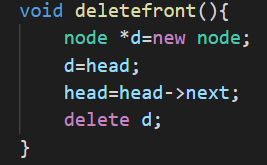 void deletefront(){
    node *d=new node;
    d=head;
    head=head->next;
    delete d;
}